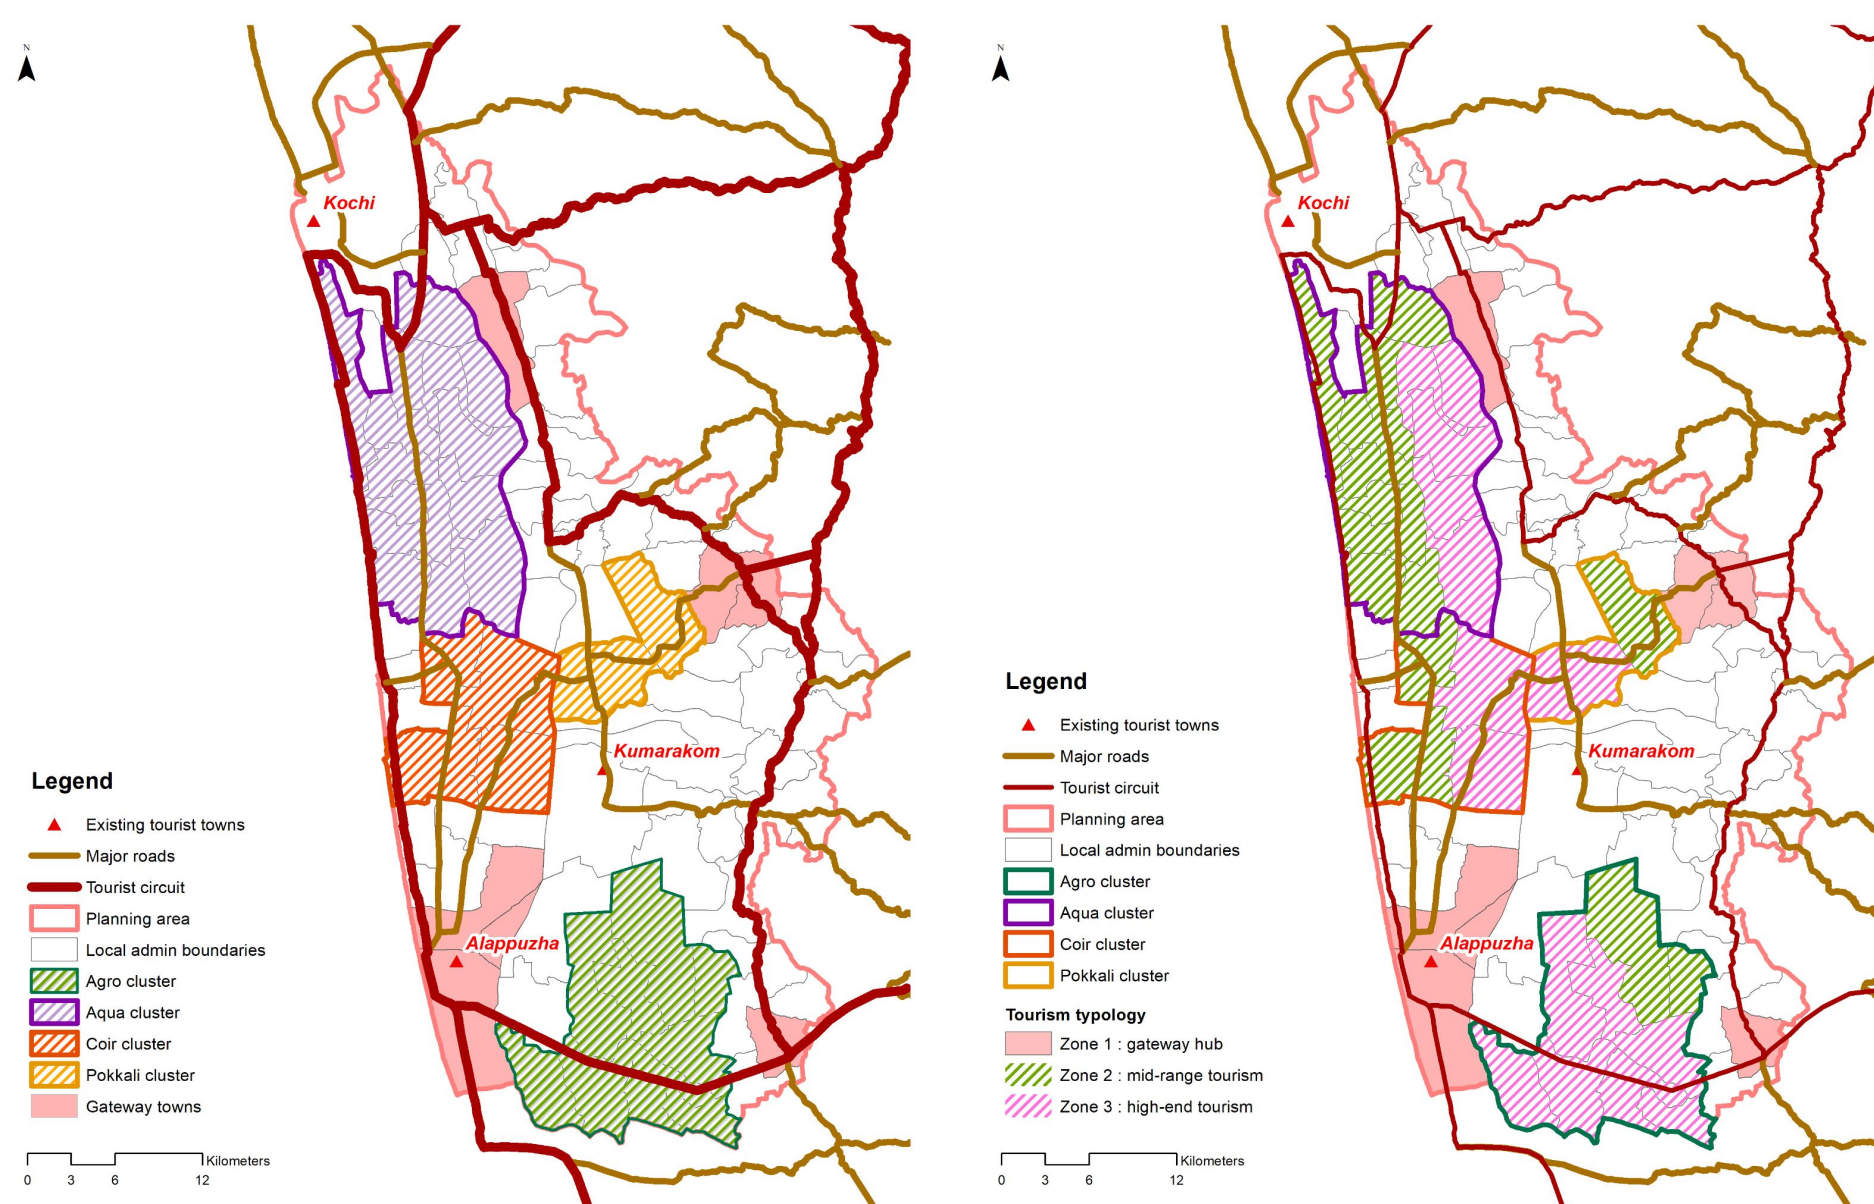 N
Kochi
Kumarakom
Alappuzha
Legend
Existing tourist towns
Major roads
Tourist circuit
Planning area
Local admin boundaries
Agro cluster
Aqua cluster
Coir cluster
Pokkali cluster
Gateway towns
0 3 6 12 Kilometers
N
Kochi
Kumarakom
Alappuzha
Legend
Existing tourist towns
Major roads
Tourist circuit
Planning area
Local admin boundaries
Agro cluster
Aqua cluster
Coir cluster
Pokkali cluster
Tourism typology
Zone 1 : gateway hub
Zone 2 : mid-range tourism
Zone 3 : high-end tourism
0 3 6 12 Kilometers